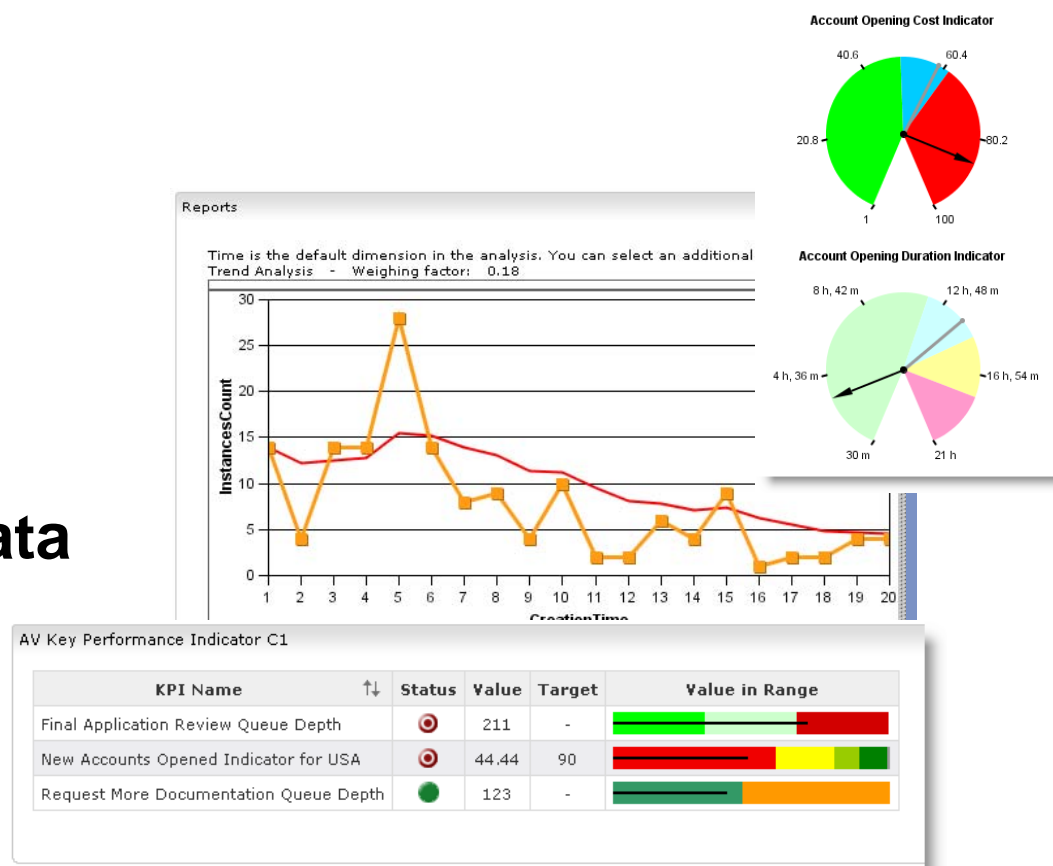 Account Opening Cost Indicator
40.6
60.4
20.8
80.2
1
100
Reports
Time is the default dimension in the analysis. You can select an additional
Trend Analysis - Weighing factor: 0.18
Account Opening Duration Indicator
8 h, 42 m
12 h, 48 m
4 h, 36 m
16 h, 54 m
30 m
21 h
30
25
20
15
10
5
0
InstancesCount
1 2 3 4 5 6 7 8 9 10 11 12 13 14 15 16 17 18 19 20
CreationTime
ata
AV Key Performance Indicator C1
KPI Name Status Value Target Value in Range
Final Application Review Queue Depth 211 -
New Accounts Opened Indicator for USA 44.44 90
Request More Documentation Queue Depth 123 -